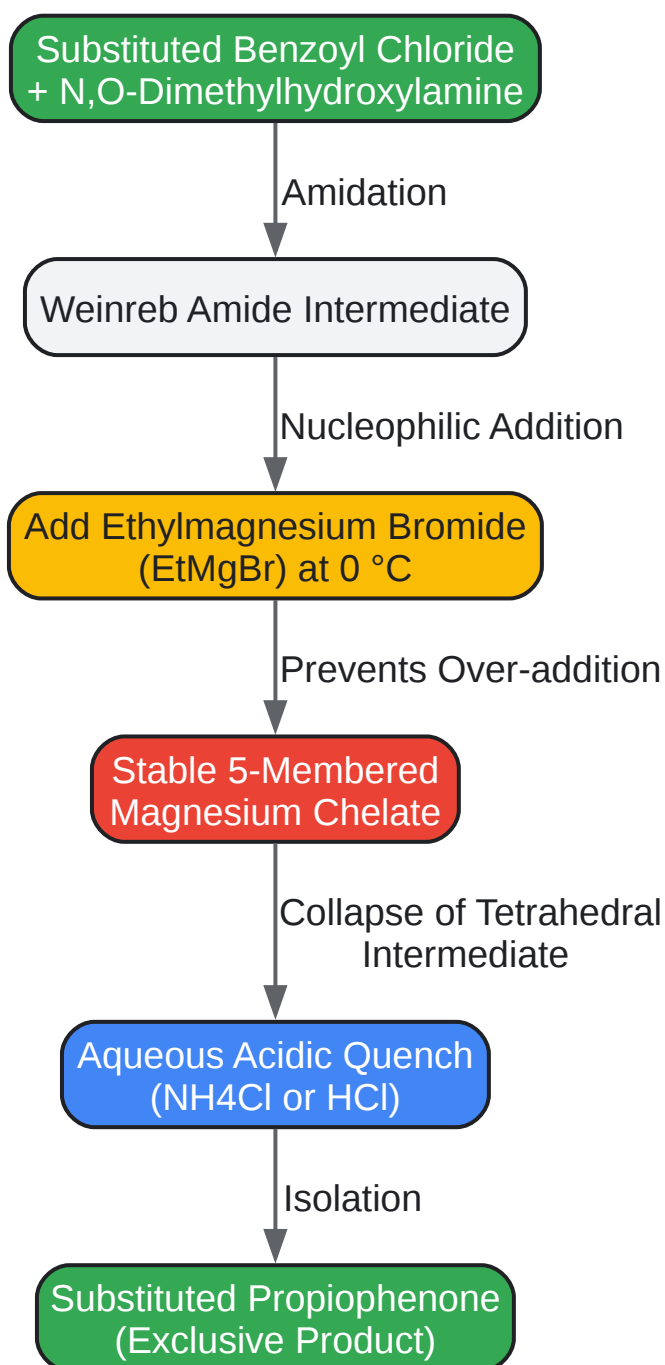 Substituted Benzoyl Chloride
+ N,O-Dimethylhydroxylamine
Amidation
Weinreb Amide Intermediate
Nucleophilic Addition
Add Ethylmagnesium Bromide
(EtMgBr) at 0 °C
Prevents Over-addition
Stable 5-Membered
Magnesium Chelate
Collapse of Tetrahedral
Intermediate
Aqueous Acidic Quench
(NH4Cl or HCl)
Isolation
Substituted Propiophenone
(Exclusive Product)